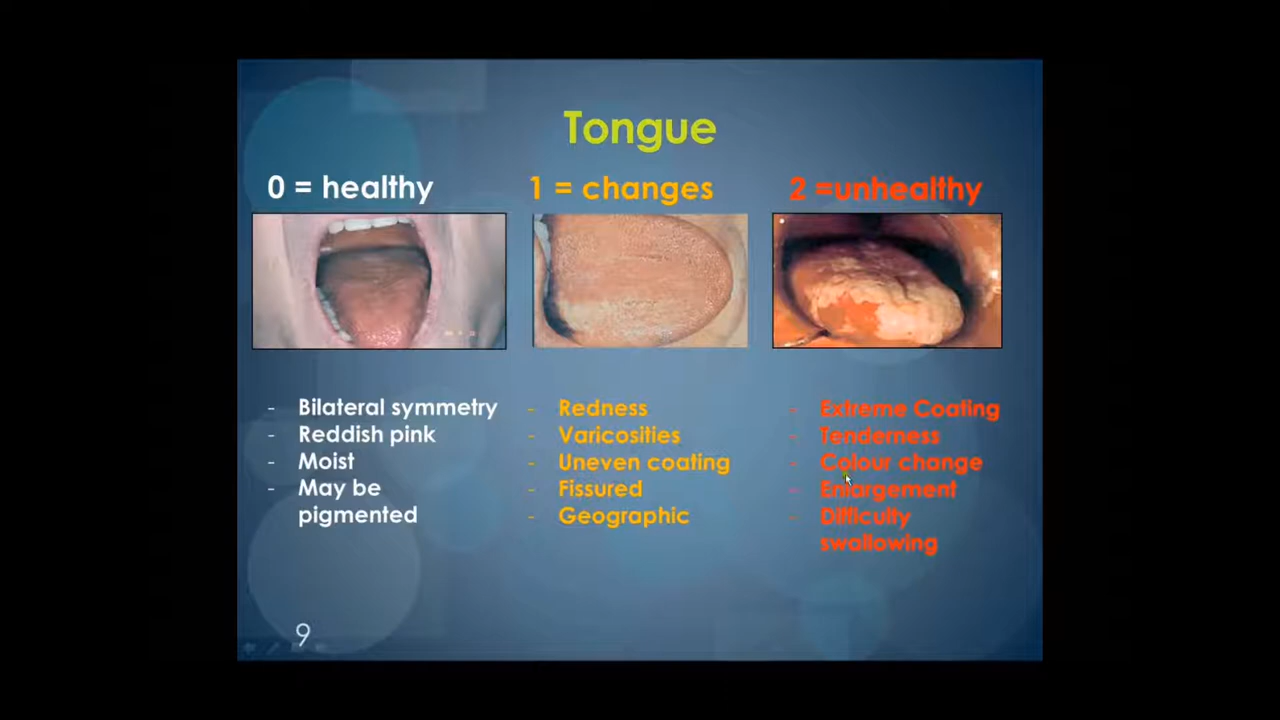 Tongue
0 = healthy
1 = changes
2 =unhealthy
- Bilateral symmetry
- Reddish pink
- Moist
- May be
pigmented
- Redness
- Varicosities
- Uneven coating
- Fissured
- Geographic
- Extreme Coating
- Tenderness
- Colour change
- Enlargement
- Difficulty
swallowing
9